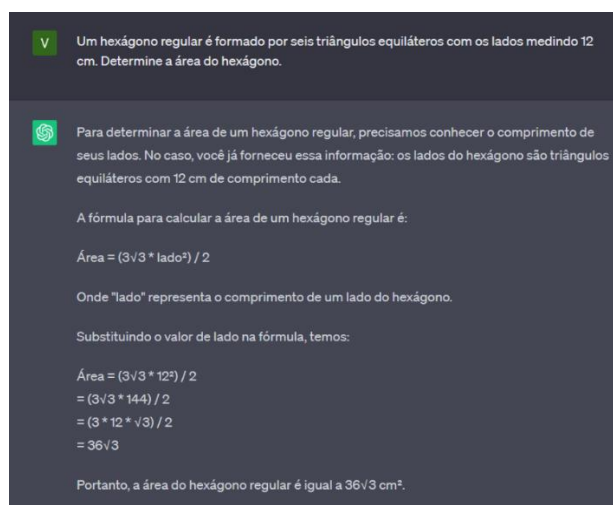 V
Um hexágono regular é formado por seis triângulos equiláteros com os lados medindo 12
cm. Determine a área do hexágono.
Para determinar a área de um hexágono regular, precisamos conhecer o comprimento de
seus lados. No caso, você já forneceu essa informação: os lados do hexágono são triângulos
equiláteros com 12 cm de comprimento cada.
A fórmula para calcular a área de um hexágono regular é:
Área = (3√3 * lado²) / 2
Onde "lado" representa o comprimento de um lado do hexágono.
Substituindo o valor de lado na fórmula, temos:
Área = (3√3 * 12²) / 2
= (3√3 * 144) / 2
= (3 * 12 * √3) / 2
= 36√3
Portanto, a área do hexágono regular é igual a 36√3 cm².